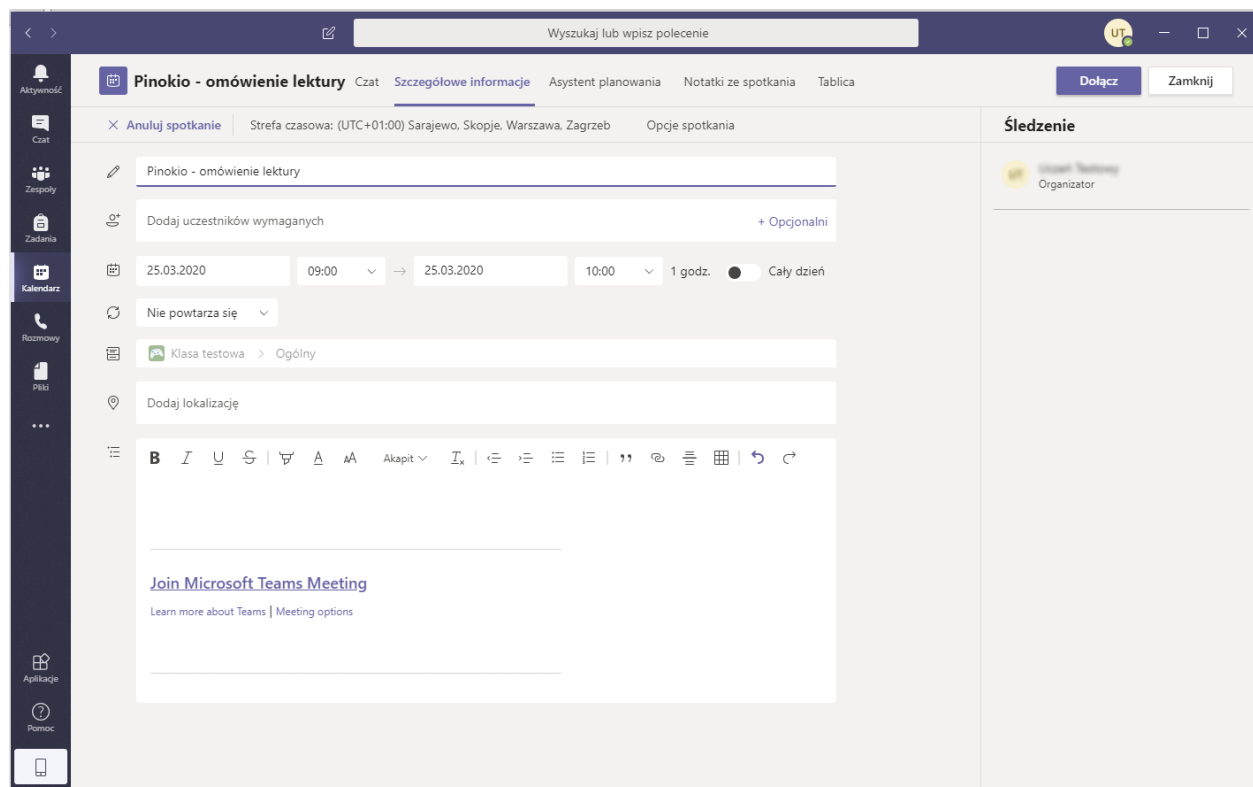 Wyszukaj lub wpisz polecenie
UT
Aktywność
Czat
Zespoły
Zadania
Kalendarz
Rozmowy
Pliki
Aplikacje
Pomoc
Pinokio - omówienie lektury Czat Szczegółowe informacje Asystent planowania Notatki ze spotkania Tablica
Dołącz Zamknij
Anuluj spotkanie Strefa czasowa: (UTC+01:00) Sarajewo, Skopje, Warszawa, Zagrzeb Opcje spotkania
Pinokio - omówienie lektury
Dodaj uczestników wymaganych + Opcjonalni
25.03.2020 09:00 → 25.03.2020 10:00 1 godz. Cały dzień
Nie powtarza się
Klasa testowa > Ogólny
Dodaj lokalizację
B I U S A AA Akapit
Join Microsoft Teams Meeting
Learn more about Teams | Meeting options
Śledzenie
Organizator